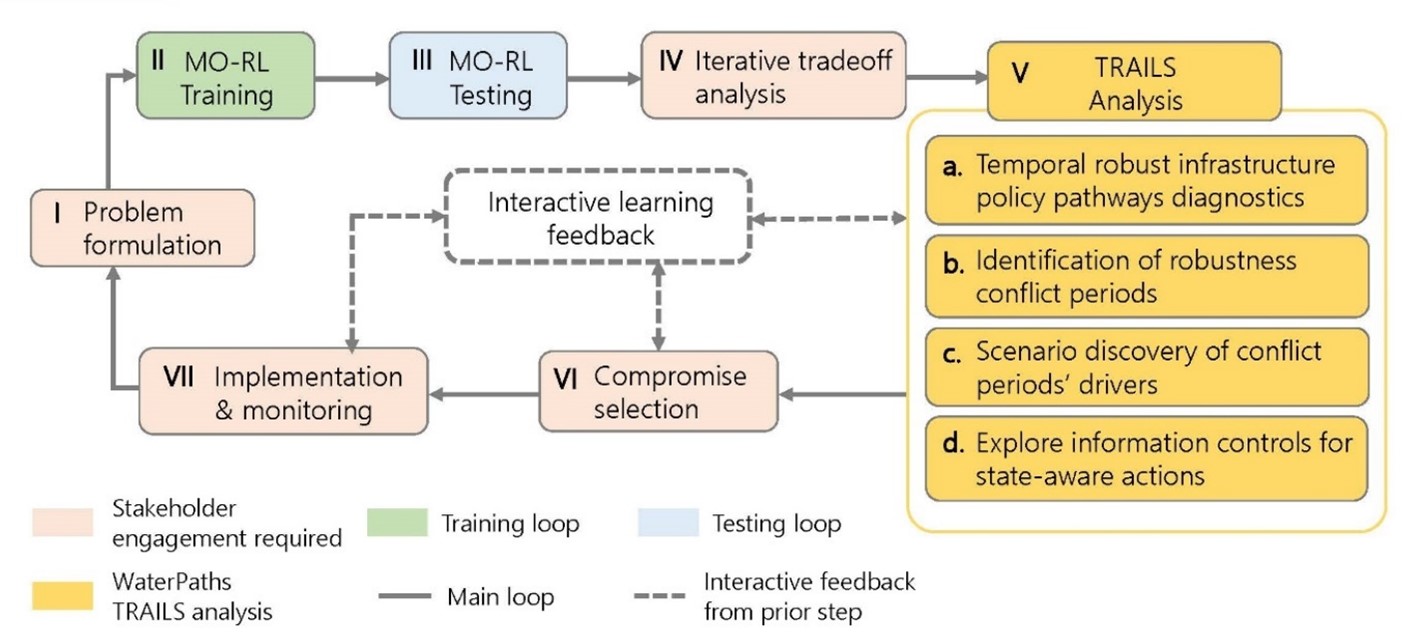 II MO-RL
Training
III MO-RL
Testing
IV Iterative tradeoff
analysis
V TRAILS
Analysis
a. Temporal robust infrastructure
policy pathways diagnostics
b. Identification of robustness
conflict periods
c. Scenario discovery of conflict
periods’ drivers
d. Explore information controls for
state-aware actions
I Problem
formulation
Interactive learning
feedback
VII Implementation
& monitoring
VI Compromise
selection
Stakeholder
engagement required
Training loop
Testing loop
WaterPaths
TRAILS analysis
Main loop
Interactive feedback
from prior step